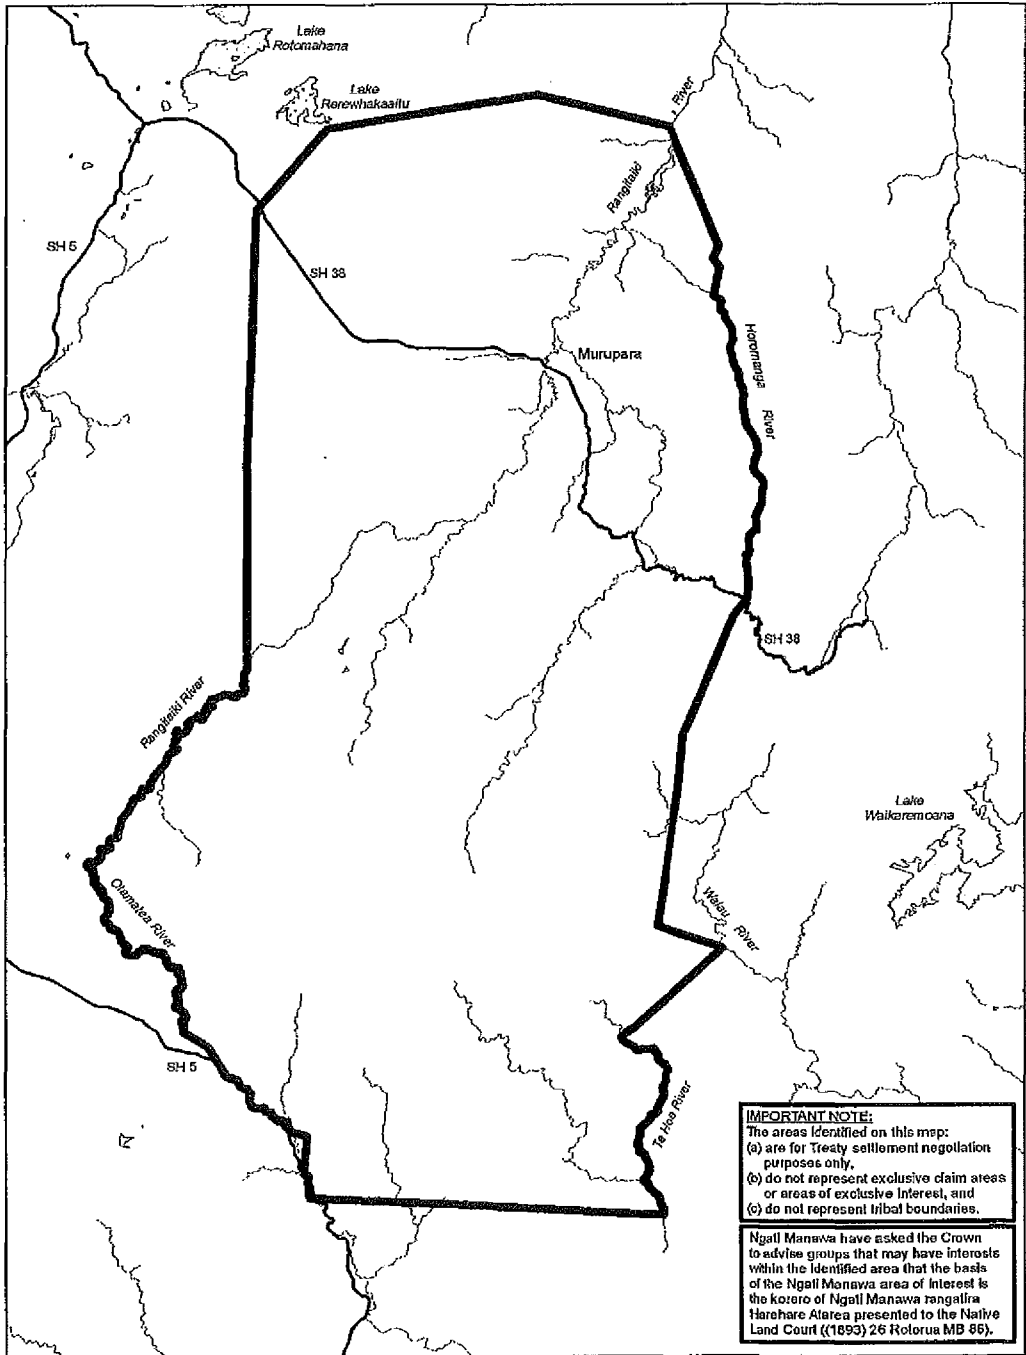 Lake
Rotomahana
Lake
Rerewhakaaitu
River
Rangitaiki
SH 5
SH 38
Murupara
Horomanga
River
SH 38
Rangitaiki River
Lake
Waikaremoana
Otamatea River
Waiau
River
SH 5
Te Hoe River
IMPORTANT NOTE:
The areas identified on this map:
(a) are for Treaty settlement negotiation
purposes only,
(b) do not represent exclusive claim areas
or areas of exclusive interest, and
(c) do not represent tribal boundaries.
Ngati Manawa have asked the Crown
to advise groups that may have interests
within the identified area that the basis
of the Ngati Manawa area of interest is
the korero of Ngati Manawa rangatira
Harehare Atarea presented to the Native
Land Court ((1893) 26 Rotorua MB 86).